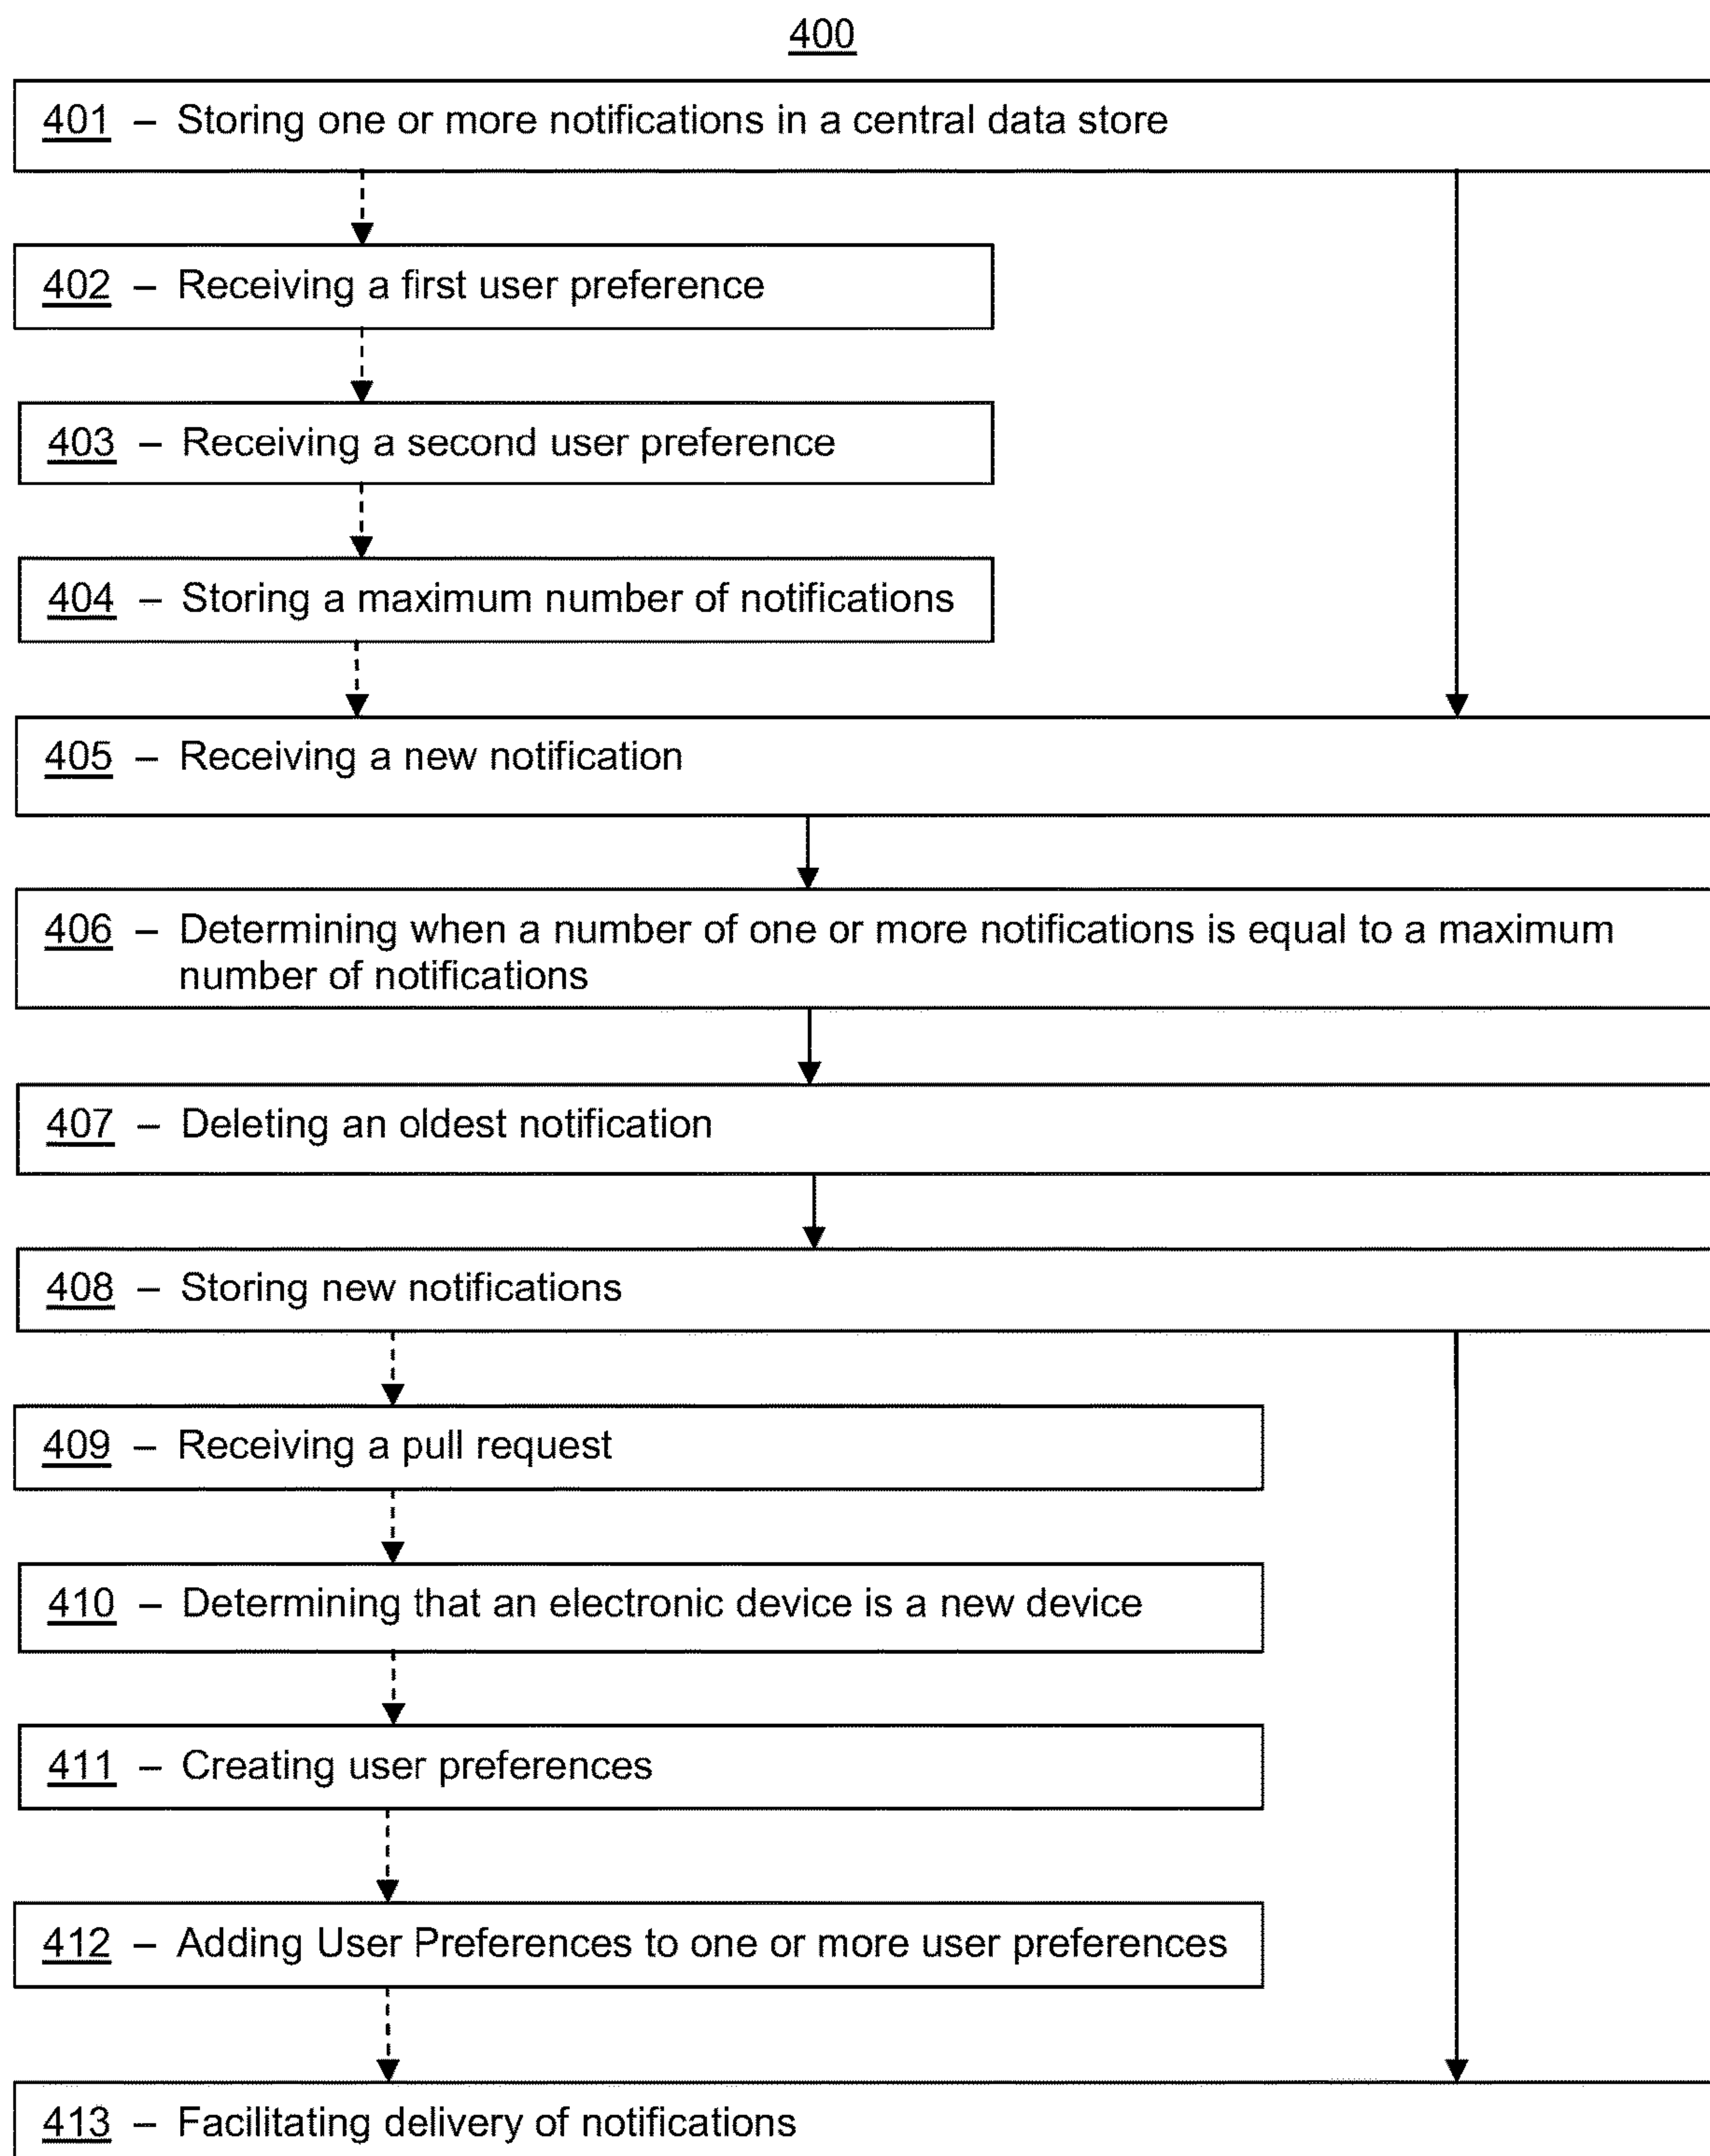 400
401 – Storing one or more notifications in a central data store
402 – Receiving a first user preference
403 – Receiving a second user preference
404 – Storing a maximum number of notifications
405 – Receiving a new notification
406 – Determining when a number of one or more notifications is equal to a maximum
number of notifications
407 – Deleting an oldest notification
408 – Storing new notifications
409 – Receiving a pull request
410 – Determining that an electronic device is a new device
411 – Creating user preferences
412 – Adding User Preferences to one or more user preferences
413 – Facilitating delivery of notifications